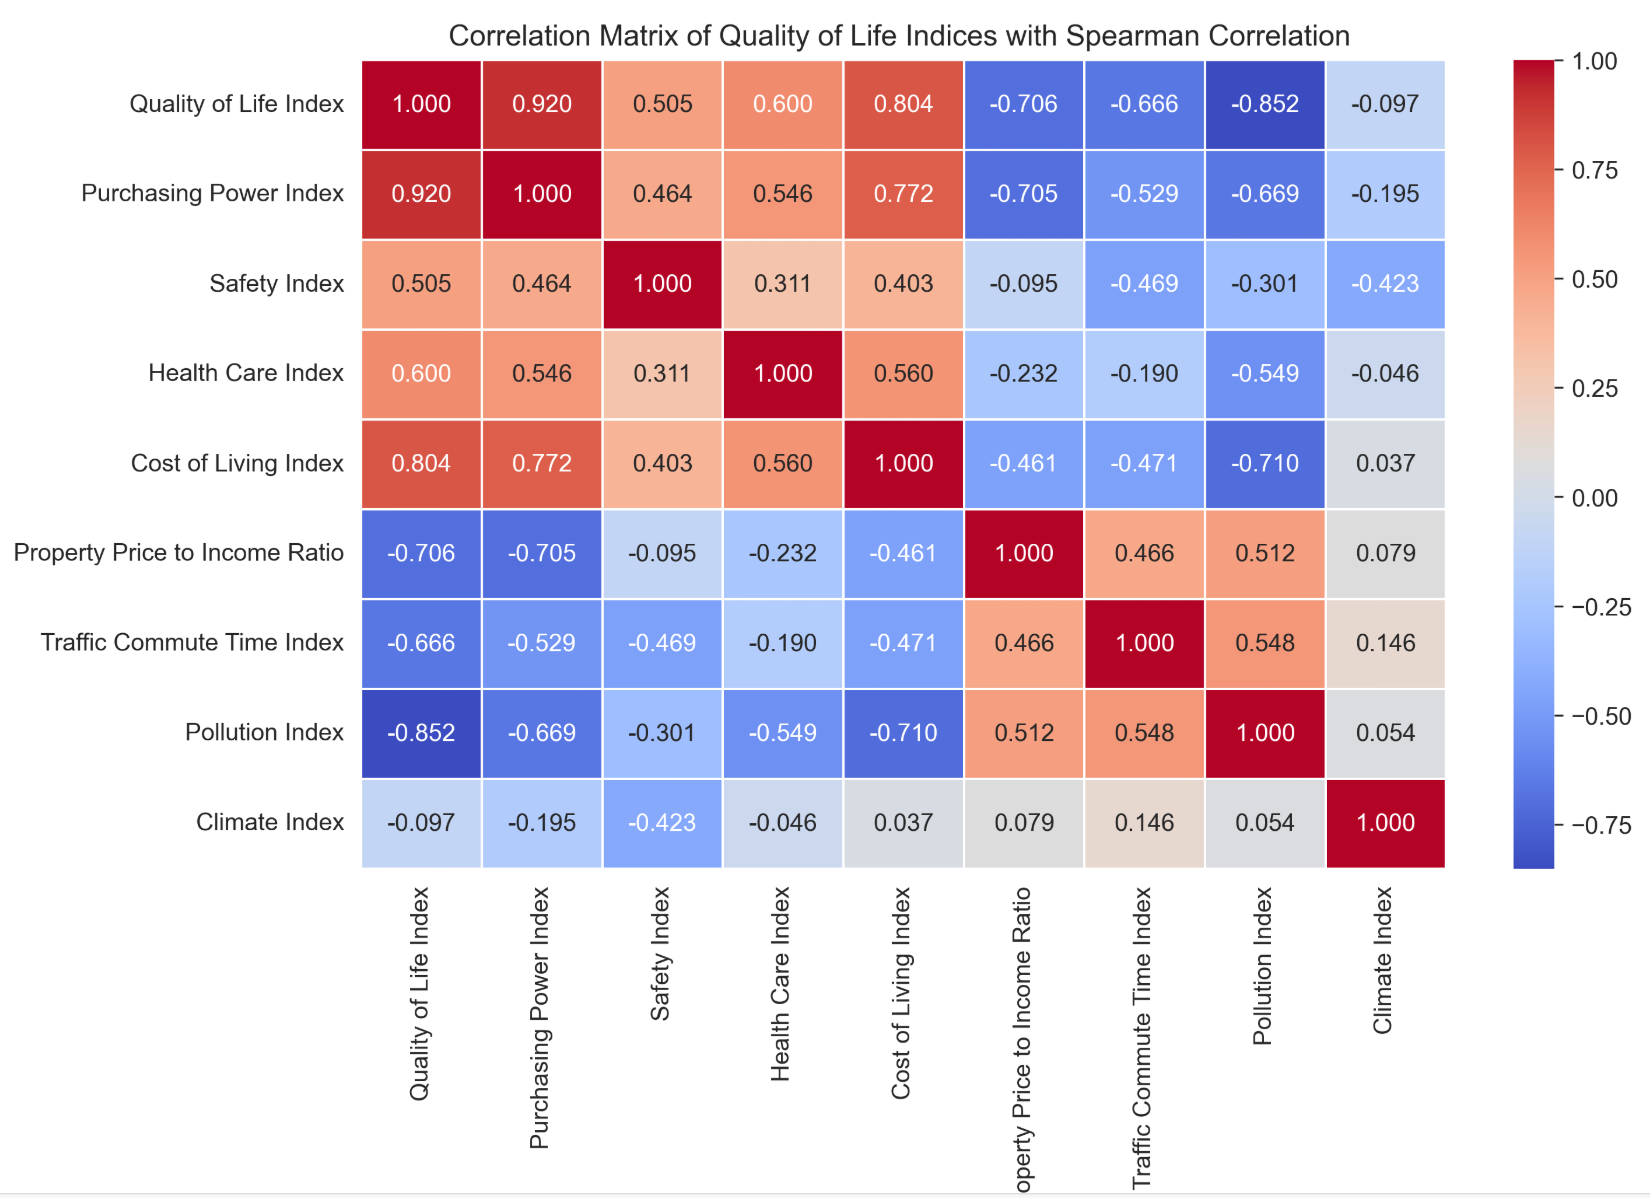 Correlation Matrix of Quality of Life Indices with Spearman Correlation
Quality of Life Index 1.000 0.920 0.505 0.600 0.804 -0.706 -0.666 -0.852 -0.097
Purchasing Power Index 0.920 1.000 0.464 0.546 0.772 -0.705 -0.529 -0.669 -0.195
Safety Index 0.505 0.464 1.000 0.311 0.403 -0.095 -0.469 -0.301 -0.423
Health Care Index 0.600 0.546 0.311 1.000 0.560 -0.232 -0.190 -0.549 -0.046
Cost of Living Index 0.804 0.772 0.403 0.560 1.000 -0.461 -0.471 -0.710 0.037
Property Price to Income Ratio -0.706 -0.705 -0.095 -0.232 -0.461 1.000 0.466 0.512 0.079
Traffic Commute Time Index -0.666 -0.529 -0.469 -0.190 -0.471 0.466 1.000 0.548 0.146
Pollution Index -0.852 -0.669 -0.301 -0.549 -0.710 0.512 0.548 1.000 0.054
Climate Index -0.097 -0.195 -0.423 -0.046 0.037 0.079 0.146 0.054 1.000
Quality of Life Index
Purchasing Power Index
Safety Index
Health Care Index
Cost of Living Index
operty Price to Income Ratio
Traffic Commute Time Index
Pollution Index
Climate Index
1.00
0.75
0.50
0.25
0.00
−0.25
−0.50
−0.75